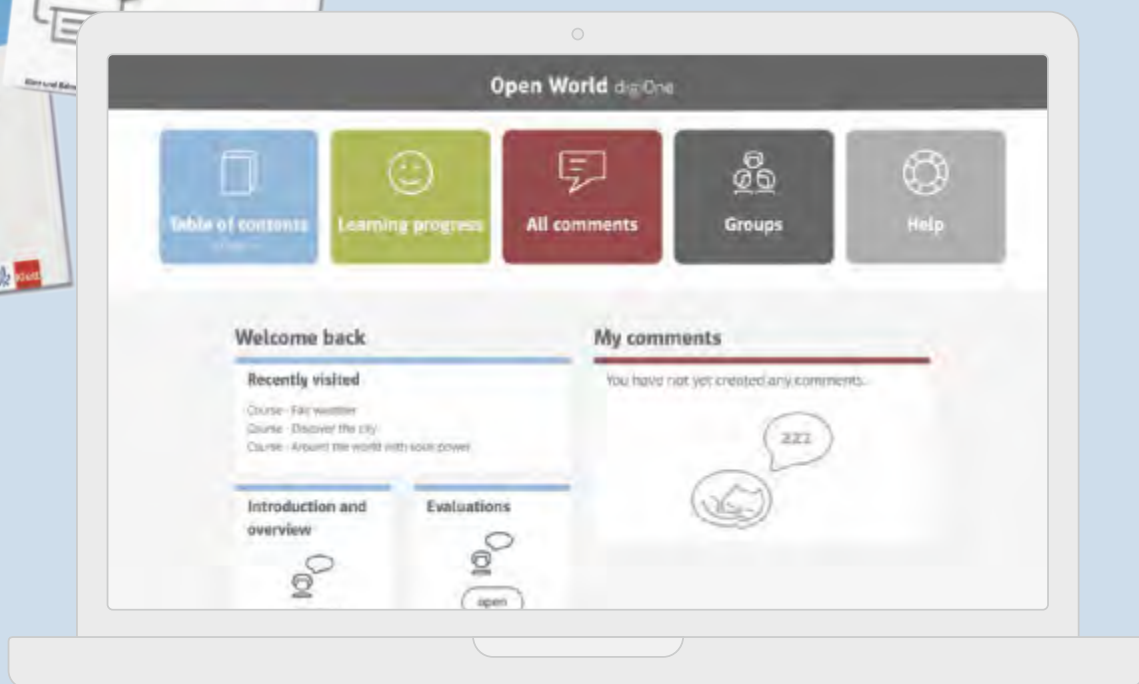 Open World digiOne
Table of contents
Learning progress
All comments
Groups
Help
Welcome back
Recently visited
Course - Fair weather
Course - Discover the city
Course - Around the world with solar power
Introduction and
overview
Evaluations
open
My comments
You have not yet created any comments.
zzz
Klett